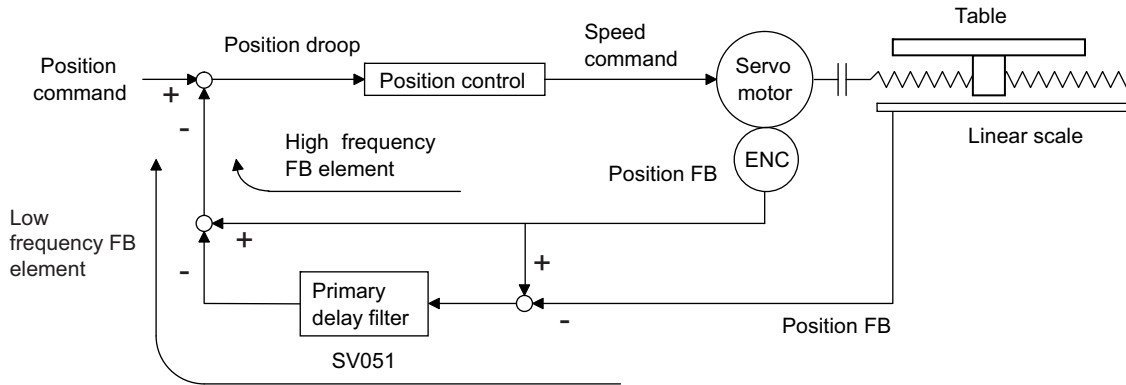 Table
Speed
command
Position droop
Position
command
Position control
Servo
motor
+
-
Linear scale
High frequency
FB element
ENC
Position FB
Low
frequency FB
element
+
+
-
Primary
delay filter
-
Position FB
SV051